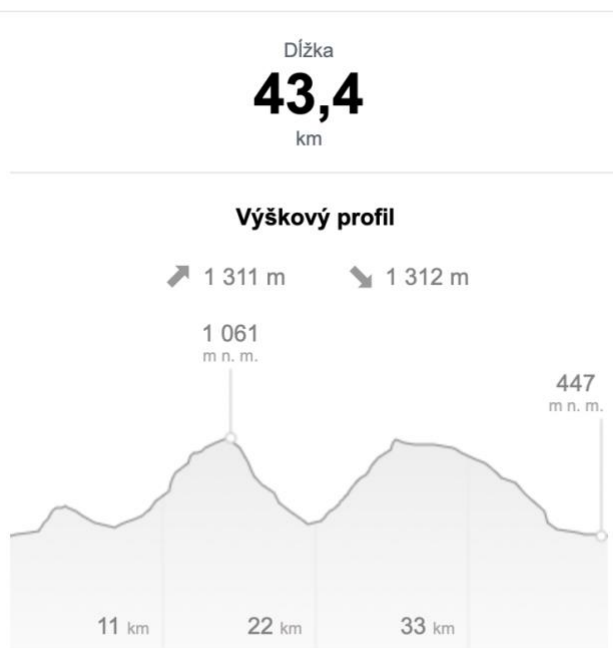 Dĺžka
43,4
km
Výškový profil
1 311 m 1 312 m
1 061
m n. m.
447
m n. m.
11 km 22 km 33 km